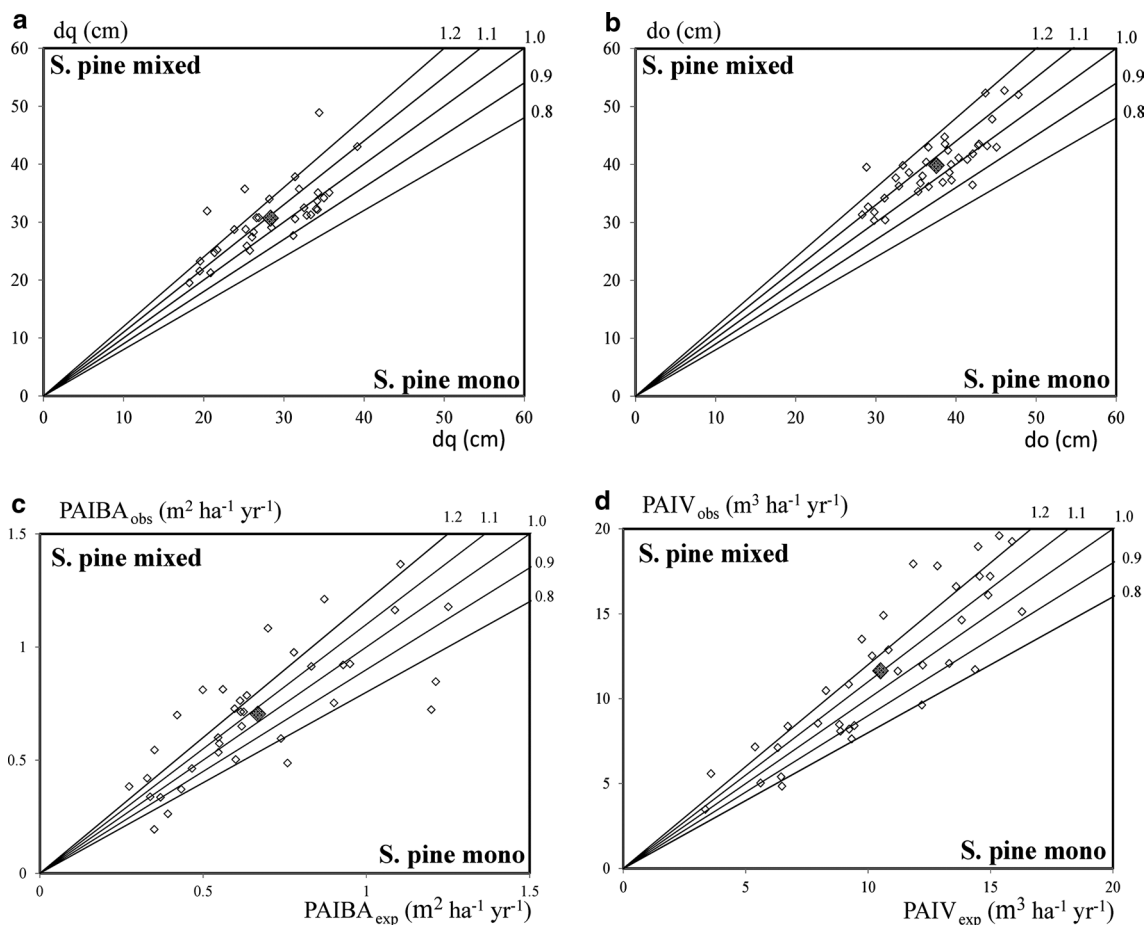 a
dq (cm)
1.2 1.1 1.0
60
S. pine mixed
0.9
50
0.8
40
30
20
10
S. pine mono
0
0 10 20 30 40 50 60
dq (cm)
b
do (cm)
1.2 1.1 1.0
60
S. pine mixed
0.9
50
0.8
40
30
20
10
S. pine mono
0
0 10 20 30 40 50 60
do (cm)
c
PAIBAobs (m2 ha-1 yr-1)
1.2 1.1 1.0
1.5
S. pine mixed
0.9
0.8
1
0.5
S. pine mono
0
0 0.5 1 1.5
PAIBAexp (m2 ha-1 yr-1)
d
PAIVobs (m3 ha-1 yr-1)
1.2 1.1 1.0
20
S. pine mixed
0.9
0.8
15
10
5
S. pine mono
0
0 5 10 15 20
PAIVexp (m3 ha-1 yr-1)